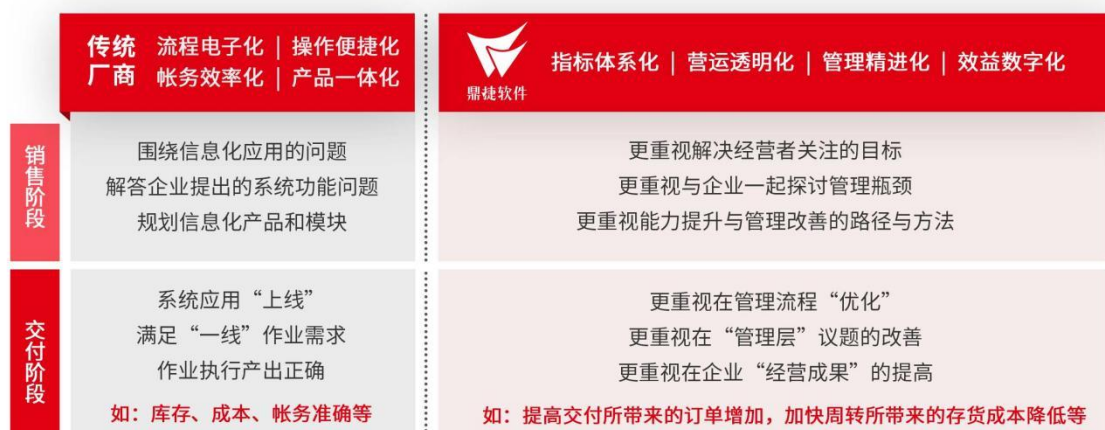 传统厂商
流程电子化 | 操作便捷化
帐务效率化 | 产品一体化
鼎捷软件
指标体系化 | 营运透明化 | 管理精进化 | 效益数字化
销售阶段
围绕信息化应用的问题
解答企业提出的系统功能问题
规划信息化产品和模块
更重视解决经营者关注的目标
更重视与企业一起探讨管理瓶颈
更重视能力提升与管理改善的路径与方法
交付阶段
系统应用“上线”
满足“一线”作业需求
作业执行产出正确
如：库存、成本、帐务准确等
更重视在管理流程“优化”
更重视在“管理层”议题的改善
更重视在企业“经营成果”的提高
如：提高交付所带来的订单增加，加快周转所带来的存货成本降低等